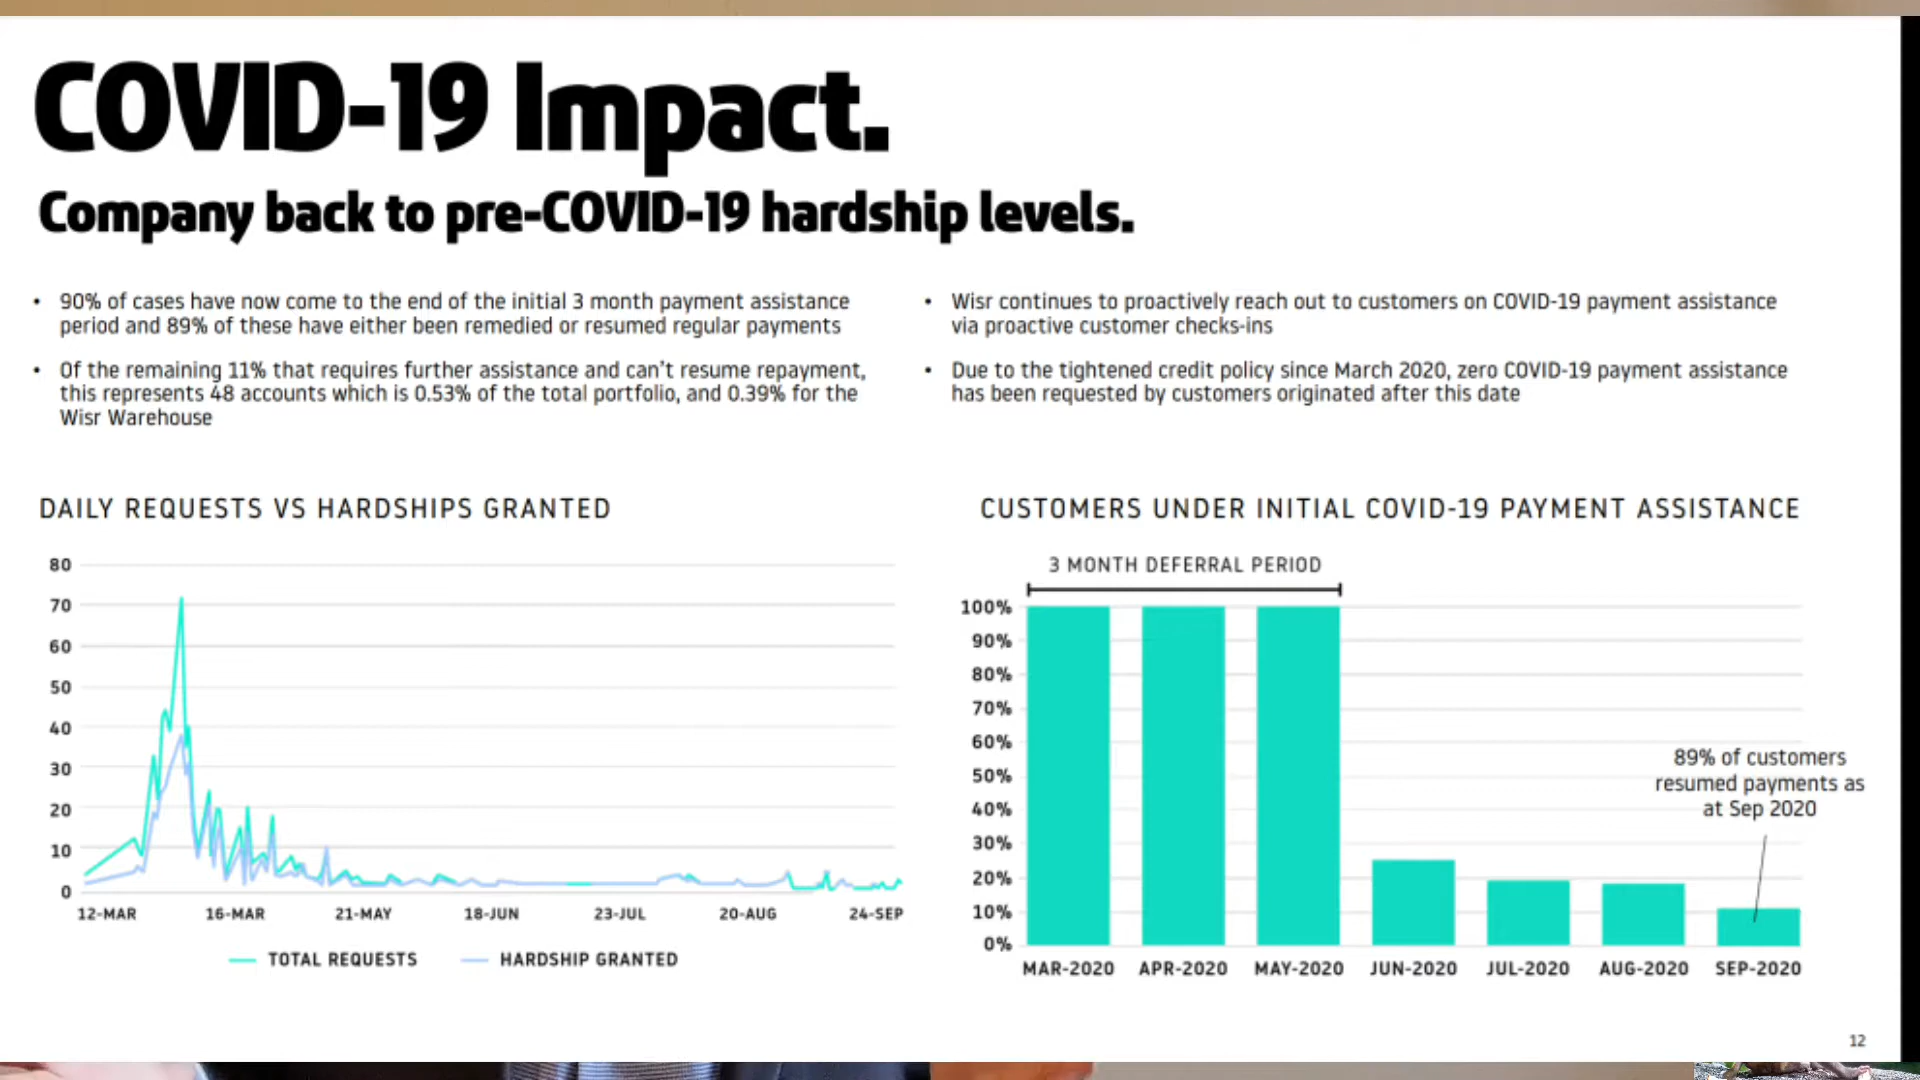 COVID-19 Impact.
Company back to pre-COVID-19 hardship levels.
• 90% of cases have now come to the end of the initial 3 month payment assistance
period and 89% of these have either been remedied or resumed regular payments
• Of the remaining 11% that requires further assistance and can't resume repayment,
this represents 48 accounts which is 0.53% of the total portfolio, and 0.39% for the
Wisr Warehouse
• Wisr continues to proactively reach out to customers on COVID-19 payment assistance
via proactive customer checks-ins
• Due to the tightened credit policy since March 2020, zero COVID-19 payment assistance
has been requested by customers originated after this date
DAILY REQUESTS VS HARDSHIPS GRANTED
80
70
60
50
40
30
20
10
0
12-MAR 16-MAR 21-MAY 18-JUN 23-JUL 20-AUG 24-SEP
TOTAL REQUESTS HARDSHIP GRANTED
CUSTOMERS UNDER INITIAL COVID-19 PAYMENT ASSISTANCE
3 MONTH DEFERRAL PERIOD
100%
90%
80%
70%
60%
50%
40%
30%
20%
10%
0%
89% of customers
resumed payments as
at Sep 2020
MAR-2020 APR-2020 MAY-2020 JUN-2020 JUL-2020 AUG-2020 SEP-2020
12